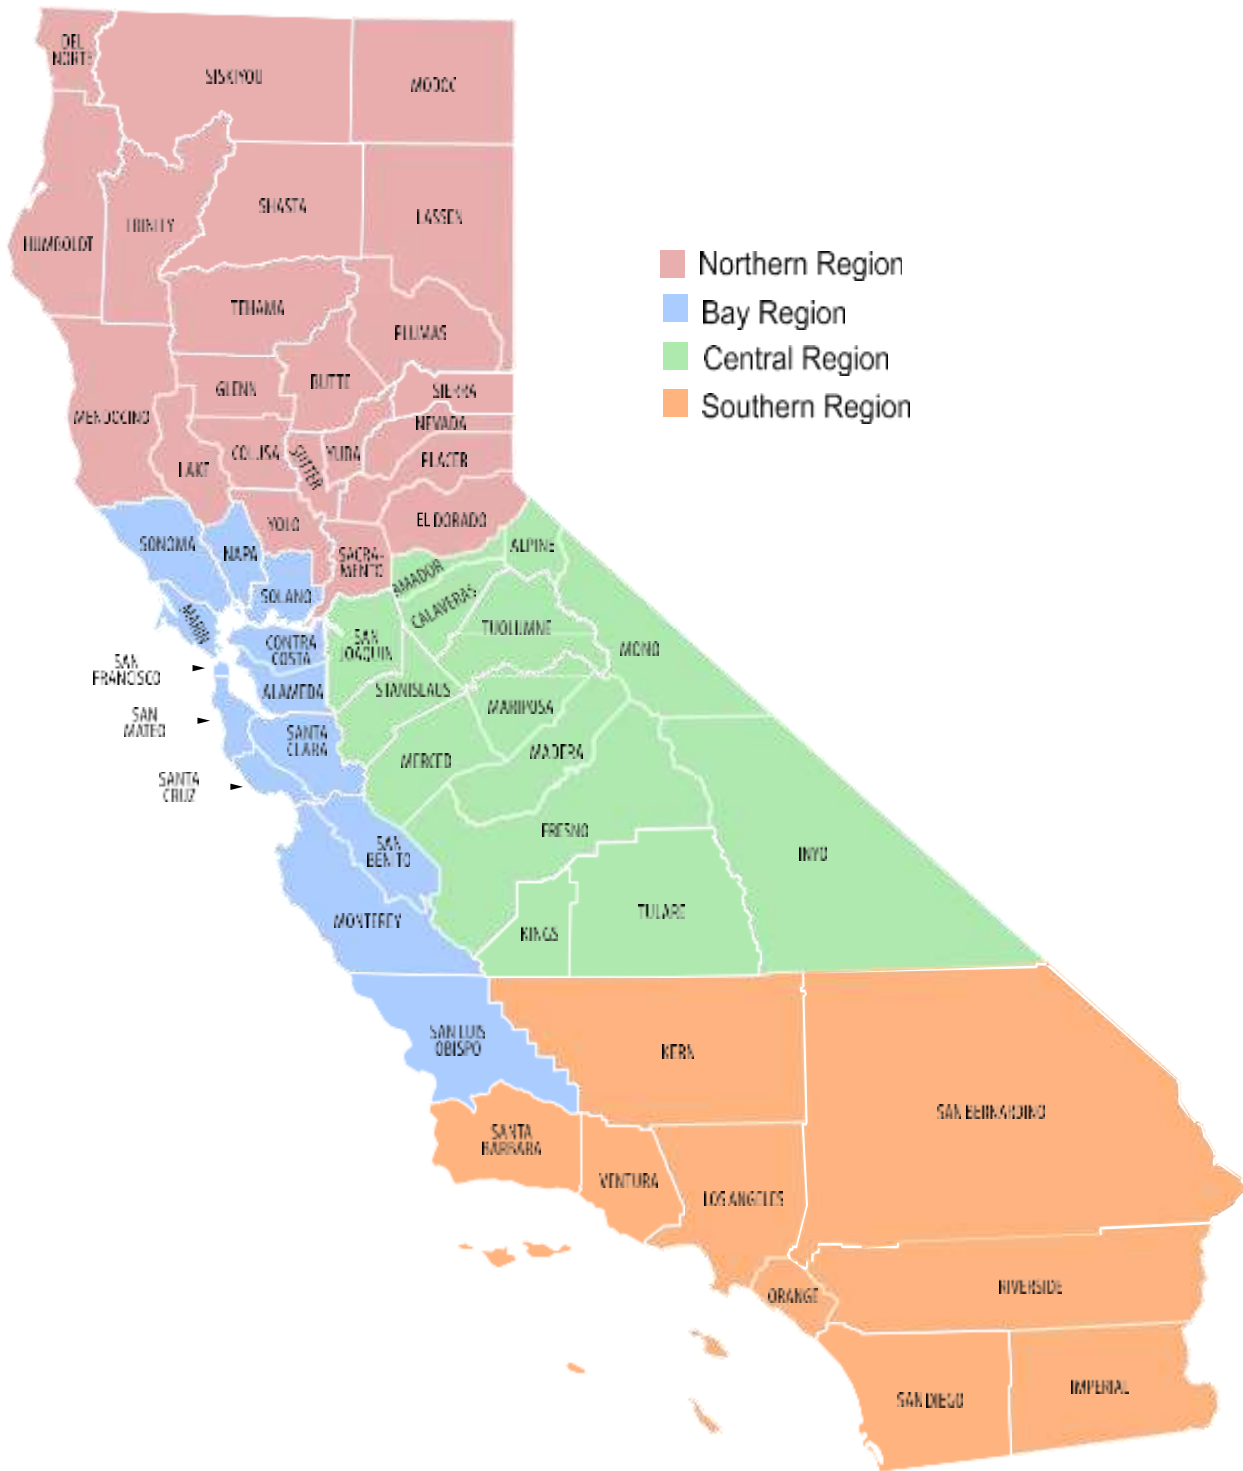 DEL
NORTE
SISKIYOU
MODOC
SHASTA
LASSEN
TRINITY
HUMBOLDT
Northern Region
Bay Region
Central Region
Southern Region
TEHAMA
PLUMAS
GLENN
BUTTE
SIERRA
MENDOCINO
NEVADA
COLUSA
SUTTER
YUBA
PLACER
LAKE
YOLO
EL DORADO
SONOMA
NAPA
SACRA-
MENTO
ALPINE
AMADOR
SOLANO
CALAVERAS
MARIN
TUOLUMNE
CONTRA
COSTA
SAN
JOAQUIN
MONO
SAN
FRANCISCO
ALAMEDA
STANISLAUS
SAN
MATEO
MARIPOSA
SANTA
CLARA
MADERA
MERCED
SANTA
CRUZ
FRESNO
SAN
BENITO
INYO
MONTEREY
KINGS
TULARE
SAN LUIS
OBISPO
KERN
SAN BERNARDINO
SANTA
BARBARA
VENTURA
LOS ANGELES
ORANGE
RIVERSIDE
SAN DIEGO
IMPERIAL